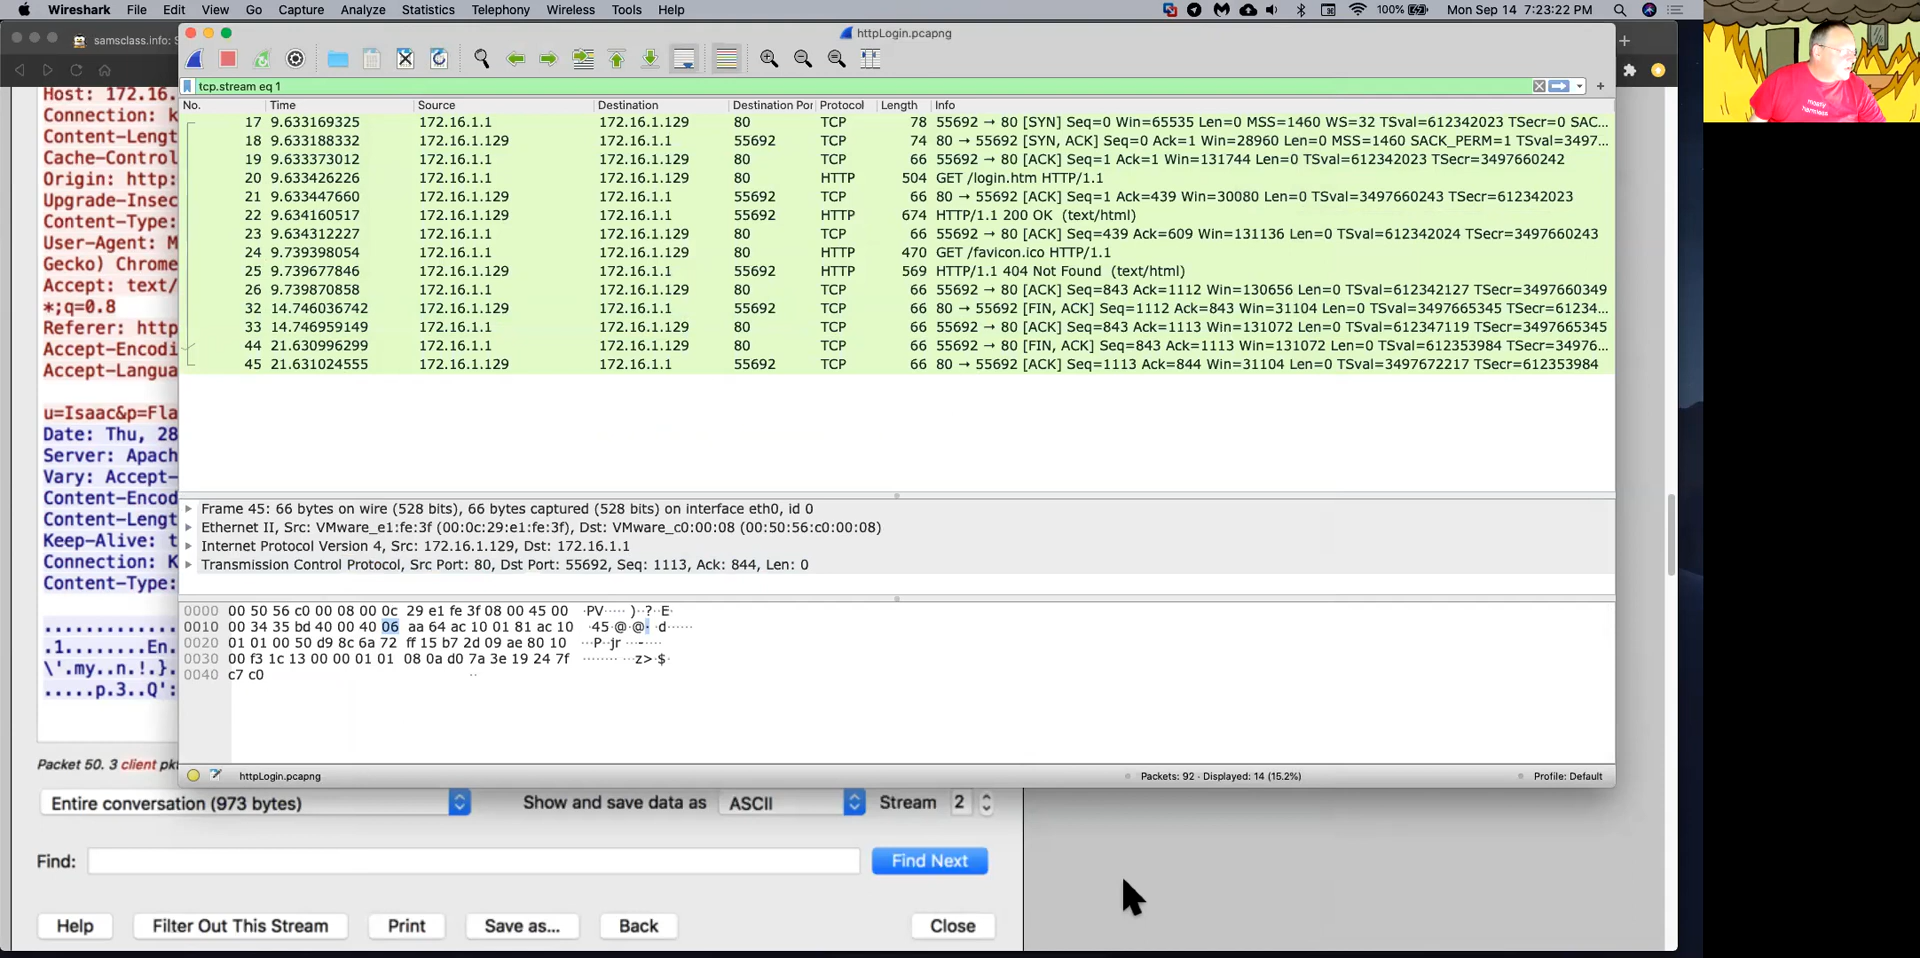 Wireshark File Edit View Go Capture Analyze Statistics Telephony Wireless Tools Help 100% Mon Sep 14 7:23:22 PM
samsclass.info: S
httpLogin.pcapng
tcp.stream eq 1
No. Time Source Destination Destination Por Protocol Length Info
17 9.633169325 172.16.1.1 172.16.1.129 80 TCP 78 55692 → 80 [SYN] Seq=0 Win=65535 Len=0 MSS=1460 WS=32 TSval=612342023 TSecr=0 SAC…
18 9.633188332 172.16.1.129 172.16.1.1 55692 TCP 74 80 → 55692 [SYN, ACK] Seq=0 Ack=1 Win=28960 Len=0 MSS=1460 SACK_PERM=1 TSval=3497…
19 9.633373012 172.16.1.1 172.16.1.129 80 TCP 66 55692 → 80 [ACK] Seq=1 Ack=1 Win=131744 Len=0 TSval=612342023 TSecr=3497660242
20 9.633426226 172.16.1.1 172.16.1.129 80 HTTP 504 GET /login.htm HTTP/1.1
21 9.633447660 172.16.1.129 172.16.1.1 55692 TCP 66 80 → 55692 [ACK] Seq=1 Ack=439 Win=30080 Len=0 TSval=3497660243 TSecr=612342023
22 9.634160517 172.16.1.129 172.16.1.1 55692 HTTP 674 HTTP/1.1 200 OK (text/html)
23 9.634312227 172.16.1.1 172.16.1.129 80 TCP 66 55692 → 80 [ACK] Seq=439 Ack=609 Win=131136 Len=0 TSval=612342024 TSecr=3497660243
24 9.739398054 172.16.1.1 172.16.1.129 80 HTTP 470 GET /favicon.ico HTTP/1.1
25 9.739677846 172.16.1.129 172.16.1.1 55692 HTTP 569 HTTP/1.1 404 Not Found (text/html)
26 9.739870858 172.16.1.1 172.16.1.129 80 TCP 66 55692 → 80 [ACK] Seq=843 Ack=1112 Win=130656 Len=0 TSval=612342127 TSecr=3497660349
32 14.746036742 172.16.1.129 172.16.1.1 55692 TCP 66 80 → 55692 [FIN, ACK] Seq=1112 Ack=843 Win=31104 Len=0 TSval=3497665345 TSecr=61234…
33 14.746959149 172.16.1.1 172.16.1.129 80 TCP 66 55692 → 80 [ACK] Seq=843 Ack=1113 Win=131072 Len=0 TSval=612347119 TSecr=3497665345
44 21.630996299 172.16.1.1 172.16.1.129 80 TCP 66 55692 → 80 [FIN, ACK] Seq=843 Ack=1113 Win=131072 Len=0 TSval=612353984 TSecr=34976…
45 21.631024555 172.16.1.129 172.16.1.1 55692 TCP 66 80 → 55692 [ACK] Seq=1113 Ack=844 Win=31104 Len=0 TSval=3497672217 TSecr=612353984
Frame 45: 66 bytes on wire (528 bits), 66 bytes captured (528 bits) on interface eth0, id 0
Ethernet II, Src: VMware_e1:fe:3f (00:0c:29:e1:fe:3f), Dst: VMware_c0:00:08 (00:50:56:c0:00:08)
Internet Protocol Version 4, Src: 172.16.1.129, Dst: 172.16.1.1
Transmission Control Protocol, Src Port: 80, Dst Port: 55692, Seq: 1113, Ack: 844, Len: 0
0000 00 50 56 c0 00 08 00 0c 29 e1 fe 3f 08 00 45 00 ·PV····· )··?··E·
0010 00 34 35 bd 40 00 40 06 aa 64 ac 10 01 81 ac 10 ·45·@·@· ·d······
0020 01 01 00 50 d9 8c 6a 72 ff 15 b7 2d 09 ae 80 10 ···P··jr ···-····
0030 00 f3 1c 13 00 00 01 01 08 0a d0 7a 3e 19 24 7f ········ ···z>·$·
0040 c7 c0 ··
httpLogin.pcapng Packets: 92 · Displayed: 14 (15.2%) Profile: Default
Host: 172.16.
Connection: k
Content-Lengt
Cache-Control
Origin: http:
Upgrade-Insec
Content-Type:
User-Agent: M
Gecko) Chrome
Accept: text/
*;q=0.8
Referer: http
Accept-Encodi
Accept-Langua
u=Isaac&p=Fla
Date: Thu, 28
Server: Apach
Vary: Accept-
Content-Encod
Content-Lengt
Keep-Alive: t
Connection: K
Content-Type:
.............
.1....En.
\'.my..n.!.}.
.....p.3..Q':
Packet 50. 3 client pkt
Entire conversation (973 bytes) Show and save data as ASCII Stream 2
Find: Find Next
Help Filter Out This Stream Print Save as... Back Close
mostly
harmless